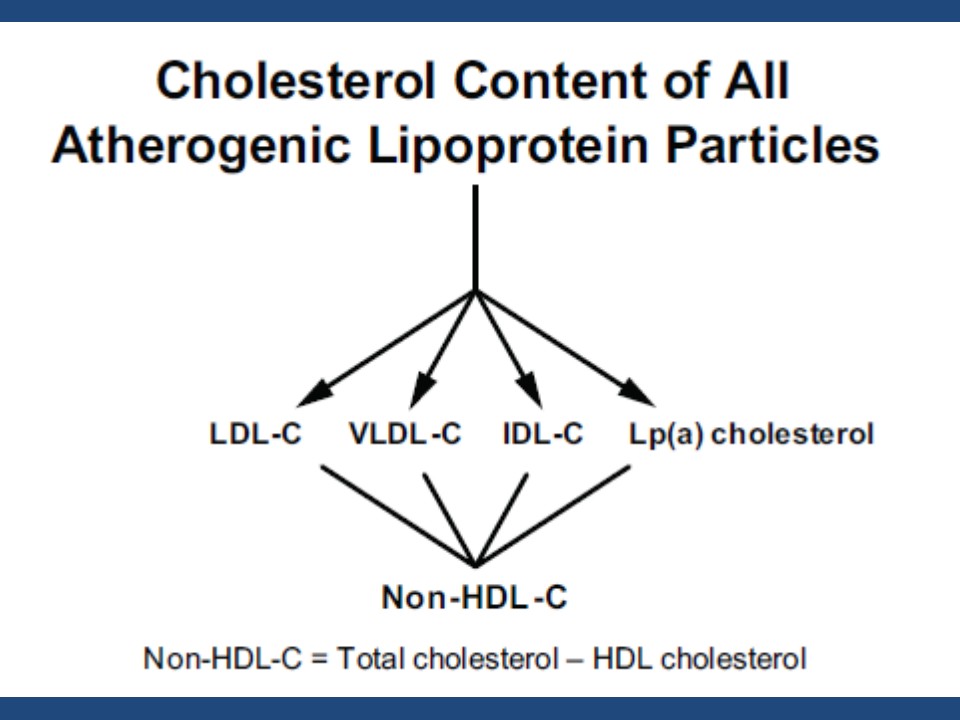 Cholesterol Content of All
Atherogenic Lipoprotein Particles
LDL-C VLDL-C IDL-C Lp(a) cholesterol
Non-HDL-C
Non-HDL-C = Total cholesterol – HDL cholesterol